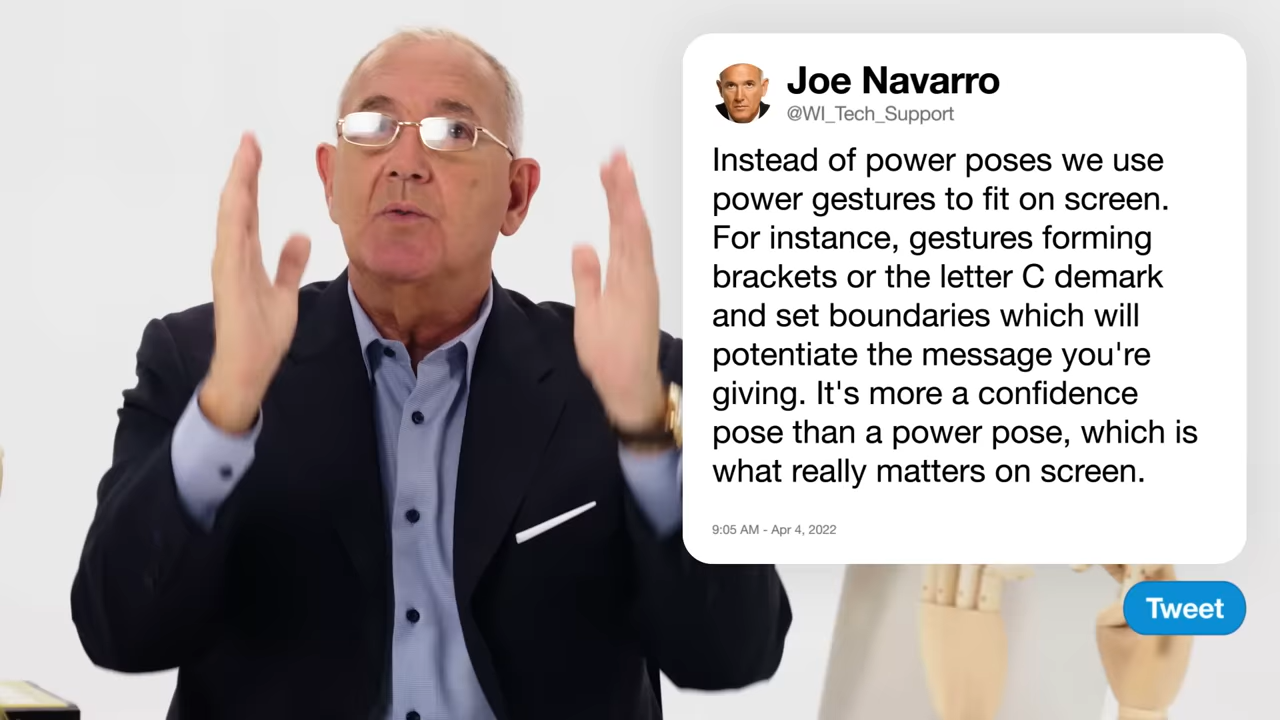 Joe Navarro
@WI_Tech_Support
Instead of power poses we use
power gestures to fit on screen.
For instance, gestures forming
brackets or the letter C demark
and set boundaries which will
potentiate the message you're
giving. It's more a confidence
pose than a power pose, which is
what really matters on screen.
9:05 AM - Apr 4, 2022
Tweet